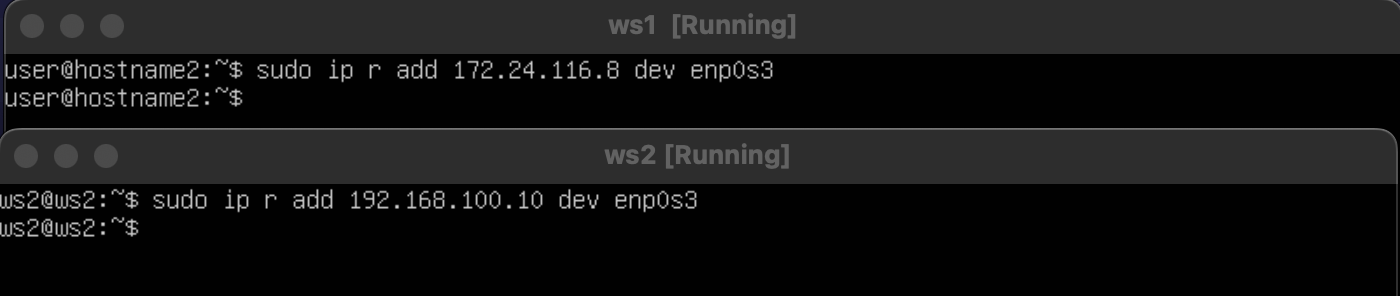 ws1 [Running]
user@hostname2:~$ sudo ip r add 172.24.116.8 dev enp0s3
user@hostname2:~$
ws2 [Running]
ws2@ws2:~$ sudo ip r add 192.168.100.10 dev enp0s3
ws2@ws2:~$